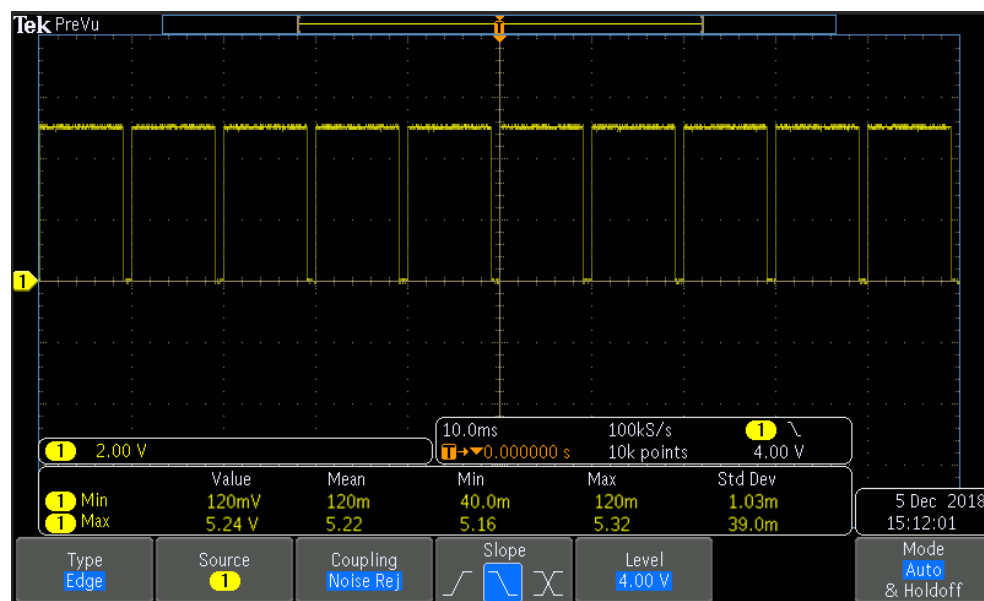 Tek PreVu
T
1
10.0ms 100kS/s 1
T→▼0.000000 s 10k points 4.00 V
1 2.00 V
Value Mean Min Max Std Dev
1 Min 120mV 120m 40.0m 120m 1.03m
1 Max 5.24 V 5.22 5.16 5.32 39.0m
5 Dec 2018
15:12:01
Type
Edge
Source
1
Coupling
Noise Rej
Slope
Level
4.00 V
Mode
Auto
& Holdoff